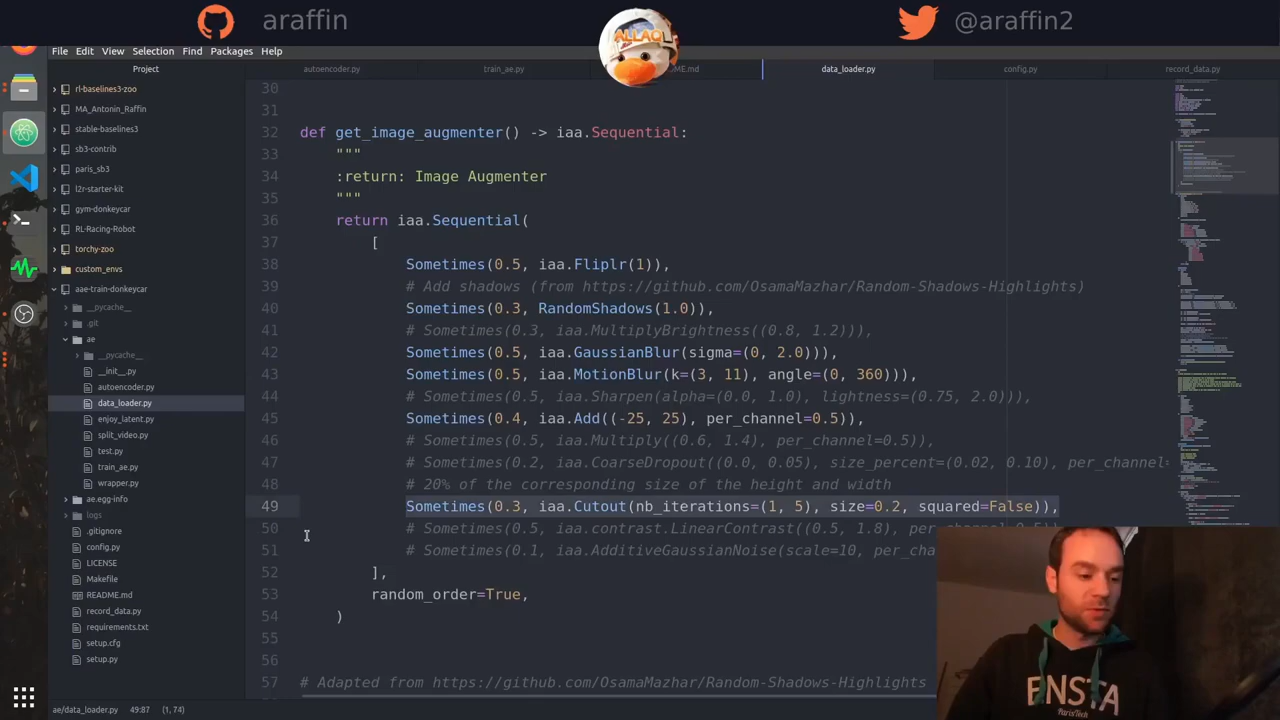 araffin
ALLAQL
@araffin2
File Edit View Selection Find Packages Help
Project
autoencoder.py
train_ae.py
ME.md
data_loader.py
config.py
record_data.py
rl-baselines3-zoo
MA_Antonin_Raffin
stable-baselines3
sb3-contrib
paris_sb3
l2r-starter-kit
gym-donkeycar
RL-Racing-Robot
torchy-zoo
custom_envs
aae-train-donkeycar
__pycache__
.git
ae
__pycache__
__init__.py
autoencoder.py
data_loader.py
enjoy_latent.py
split_video.py
test.py
train_ae.py
wrapper.py
ae.egg-info
logs
.gitignore
config.py
LICENSE
Makefile
README.md
record_data.py
requirements.txt
setup.cfg
setup.py
30
31
32 def get_image_augmenter() -> iaa.Sequential:
33 """
34 :return: Image Augmenter
35 """
36 return iaa.Sequential(
37 [
38 Sometimes(0.5, iaa.Fliplr(1)),
39 # Add shadows (from https://github.com/OsamaMazhar/Random-Shadows-Highlights)
40 Sometimes(0.3, RandomShadows(1.0)),
41 # Sometimes(0.3, iaa.MultiplyBrightness((0.8, 1.2))),
42 Sometimes(0.5, iaa.GaussianBlur(sigma=(0, 2.0))),
43 Sometimes(0.5, iaa.MotionBlur(k=(3, 11), angle=(0, 360))),
44 # Sometimes(0.5, iaa.Sharpen(alpha=(0.0, 1.0), lightness=(0.75, 2.0))),
45 Sometimes(0.4, iaa.Add((-25, 25), per_channel=0.5)),
46 # Sometimes(0.5, iaa.Multiply((0.6, 1.4), per_channel=0.5)),
47 # Sometimes(0.2, iaa.CoarseDropout((0.0, 0.05), size_percent=(0.02, 0.10), per_channel=
48 # 20% of the corresponding size of the height and width
49 Sometimes(0.3, iaa.Cutout(nb_iterations=(1, 5), size=0.2, squared=False)),
50 # Sometimes(0.5, iaa.contrast.LinearContrast((0.5, 1.8), per_channel=0.5)),
51 # Sometimes(0.1, iaa.AdditiveGaussianNoise(scale=10, per_cha
52 ],
53 random_order=True,
54 )
55
56
57 # Adapted from https://github.com/OsamaMazhar/Random-Shadows-Highlights
ae/data_loader.py 49:87 (1, 74)
ENSTA
ParisTech